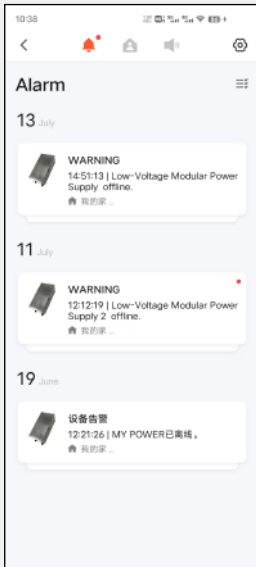 10:38
Alarm
13 July
WARNING
14:51:13 | Low-Voltage Modular Power
Supply offline.
我的家 ..
11 July
WARNING
12:12:19 | Low-Voltage Modular Power
Supply 2 offline.
我的家 ..
19 June
设备告警
12:21:26 | MY POWER已离线。
我的家 ..